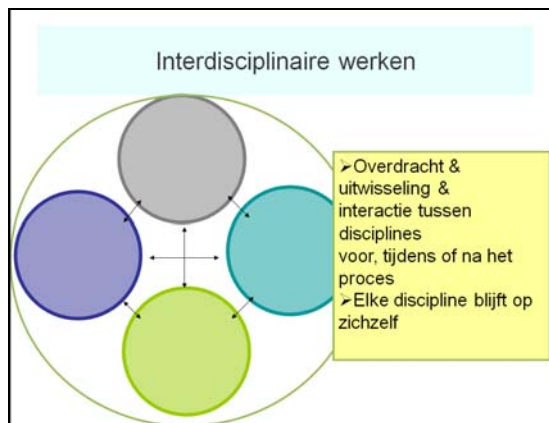 Interdisciplinaire werken
➢Overdracht &
uitwisseling &
interactie tussen
disciplines
voor, tijdens of na het
proces
➢Elke discipline blijft op
zichzelf